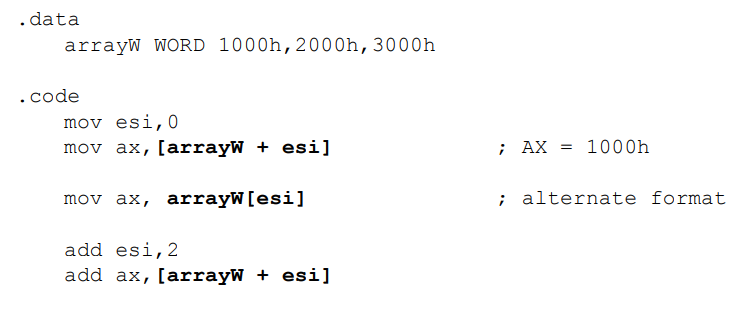 .data
arrayW WORD 1000h,2000h,3000h
.code
mov esi,0
mov ax,[arrayW + esi] ; AX = 1000h
mov ax, arrayW[esi] ; alternate format
add esi,2
add ax,[arrayW + esi]